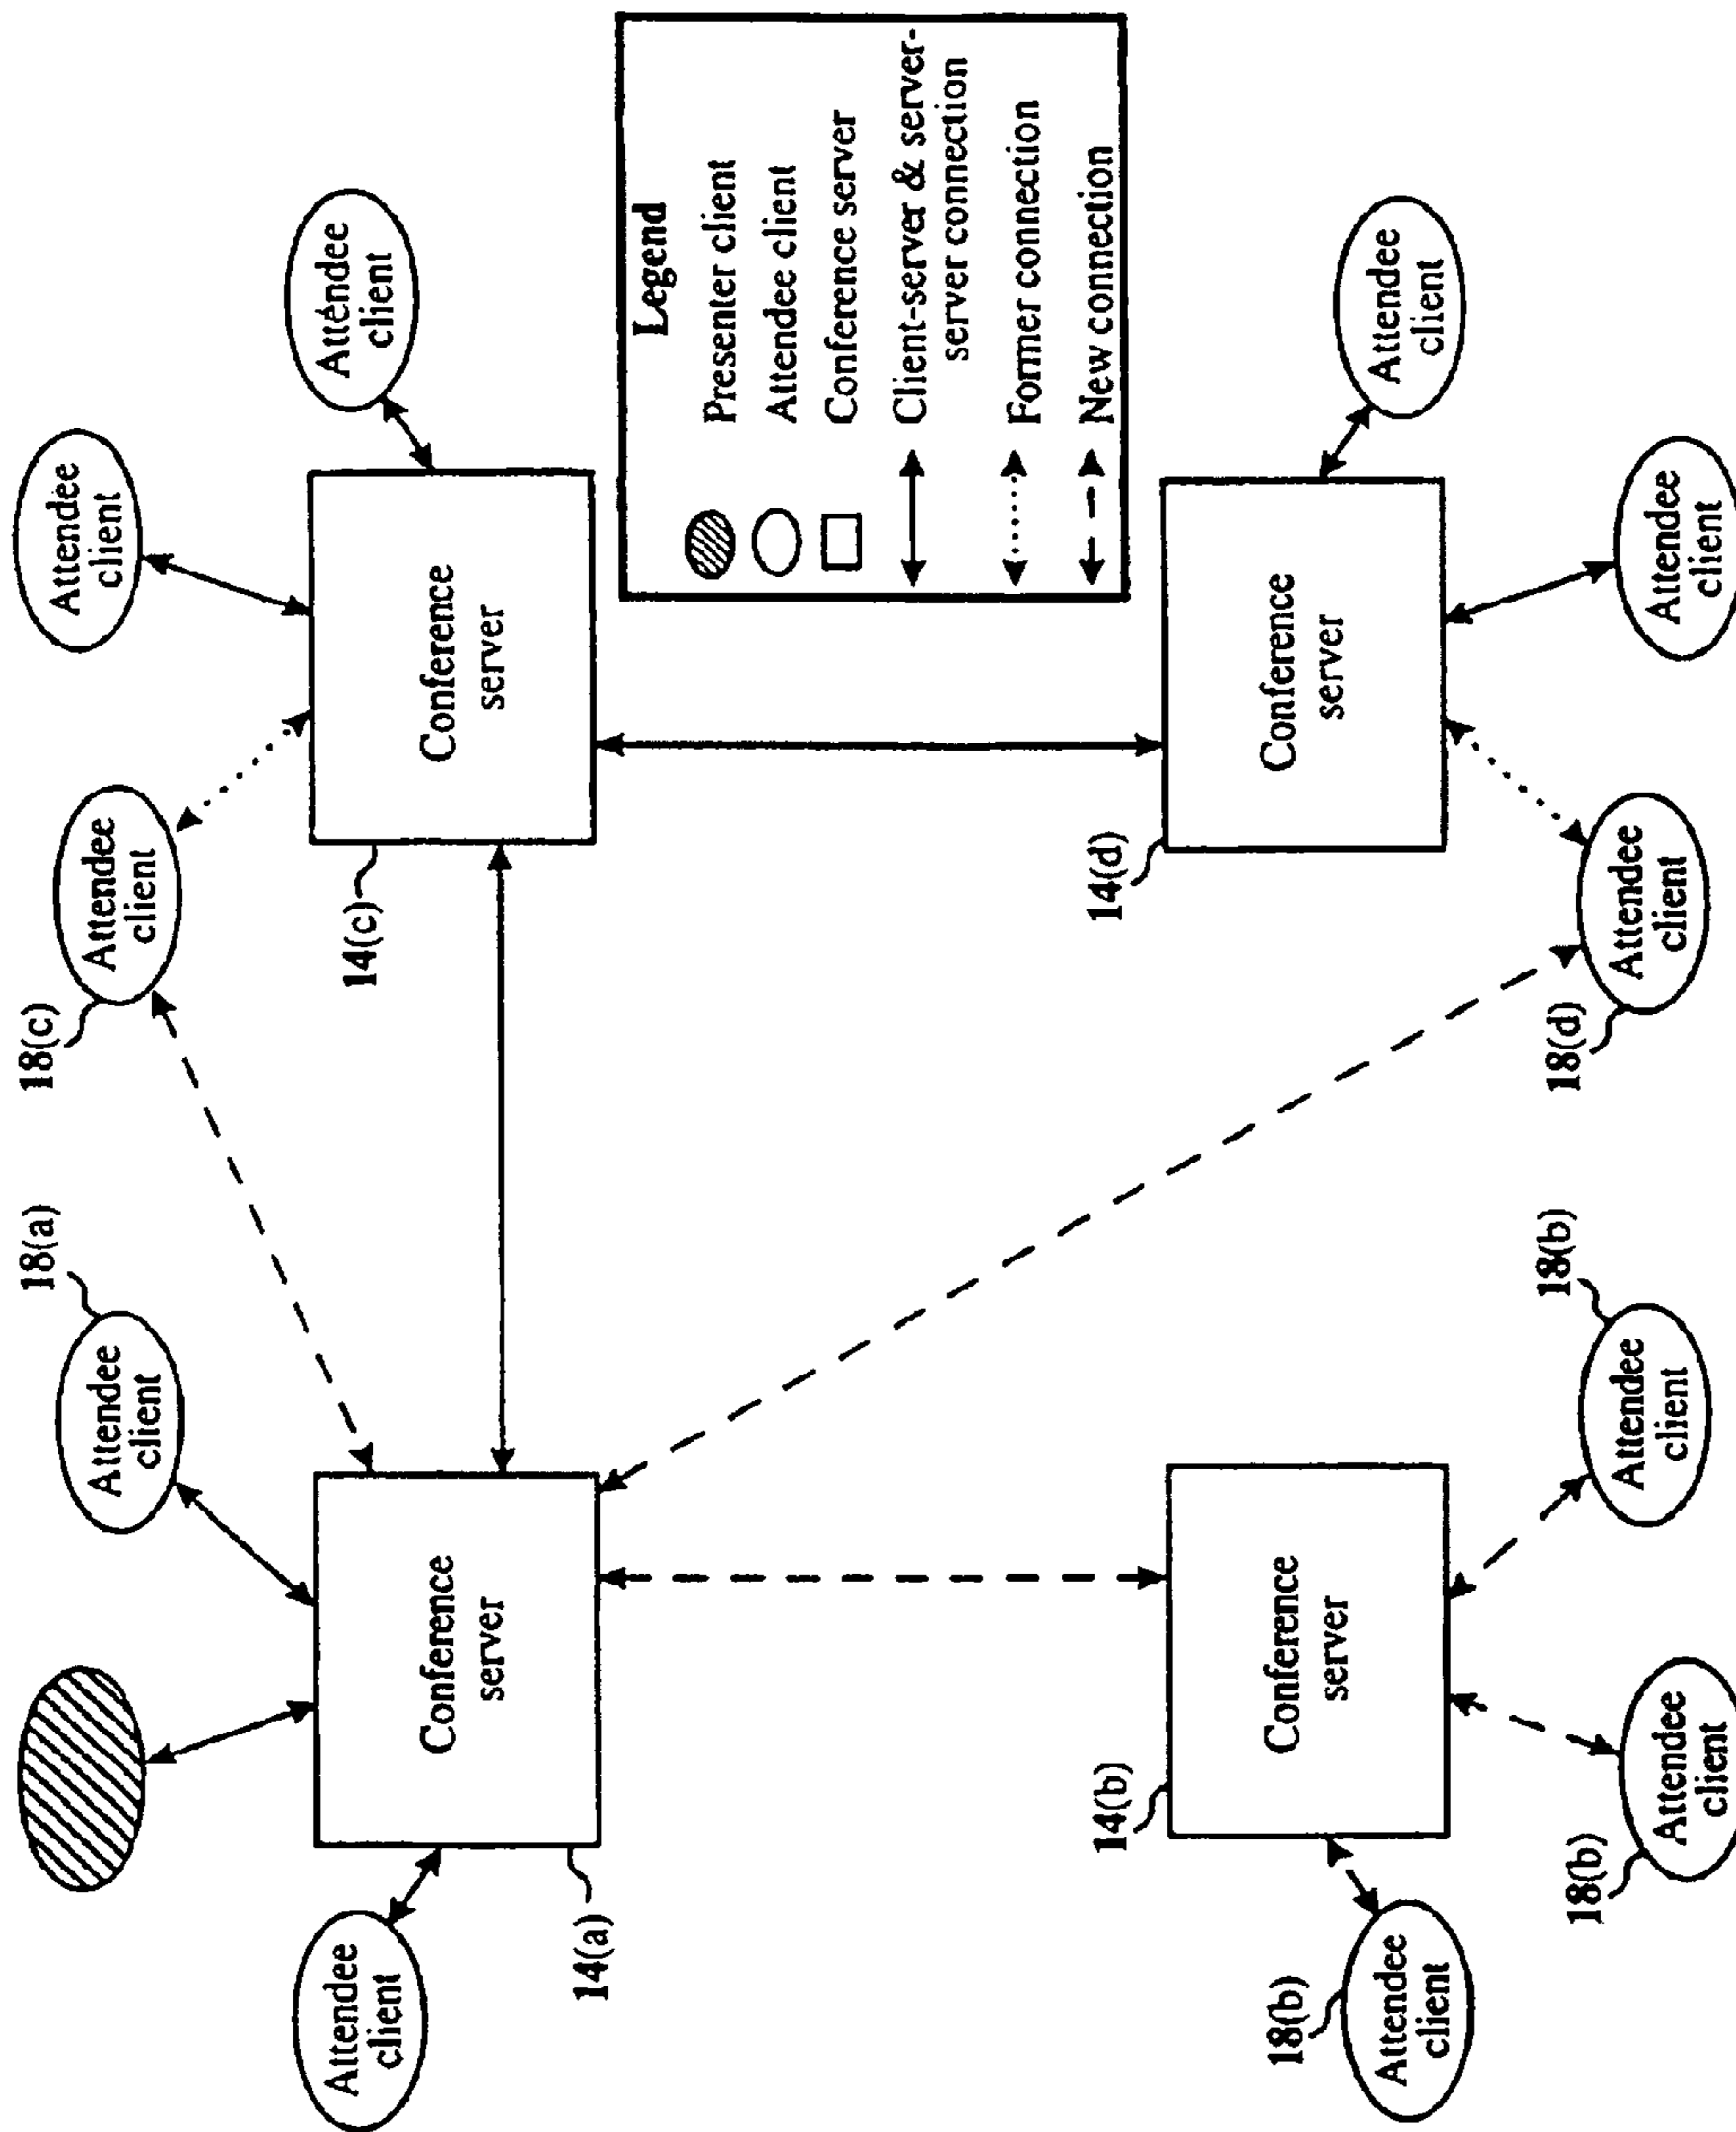 18(a)
18(c)
Attendee
client
Attendee
client
Attendee
client
Attendee
client
Attendee
client
Conference
server
Conference
server
14(a)
14(c)
Legend
Presenter client
Attendee client
Conference server
Client-server & server-
server connection
Former connection
New connection
14(b)
14(d)
Conference
server
Conference
server
18(b)
Attendee
client
Attendee
client
18(b)
18(b)
18(d)
Attendee
client
Attendee
client
Attendee
client
Attendee
client